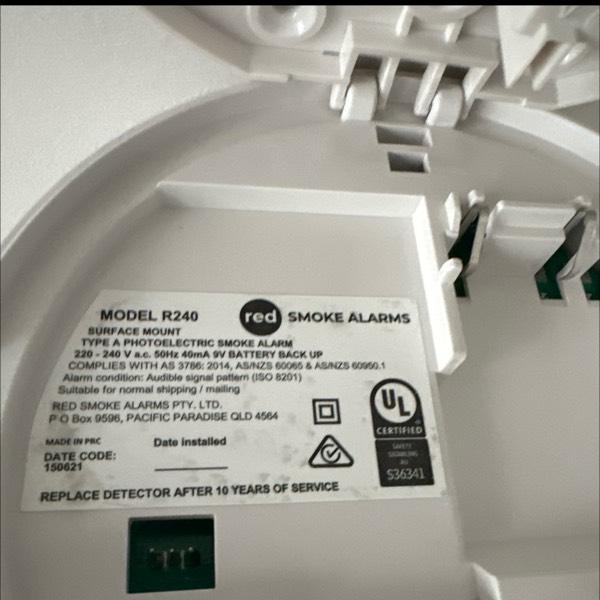 MODEL R240
red SMOKE ALARMS
SURFACE MOUNT
TYPE A PHOTOELECTRIC SMOKE ALARM
220 - 240 V a.c. 50Hz 40mA 9V BATTERY BACK UP
COMPLIES WITH AS 3786: 2014, AS/NZS 60065 & AS/NZS 60950.1
Alarm condition: Audible signal pattern (ISO 8201)
Suitable for normal shipping / mailing
RED SMOKE ALARMS PTY. LTD.
P O Box 9596, PACIFIC PARADISE QLD 4564
MADE IN PRC
Date installed
DATE CODE:
150621
REPLACE DETECTOR AFTER 10 YEARS OF SERVICE
UL
CERTIFIED
SAFETY
SIGNALING
AU
S36341